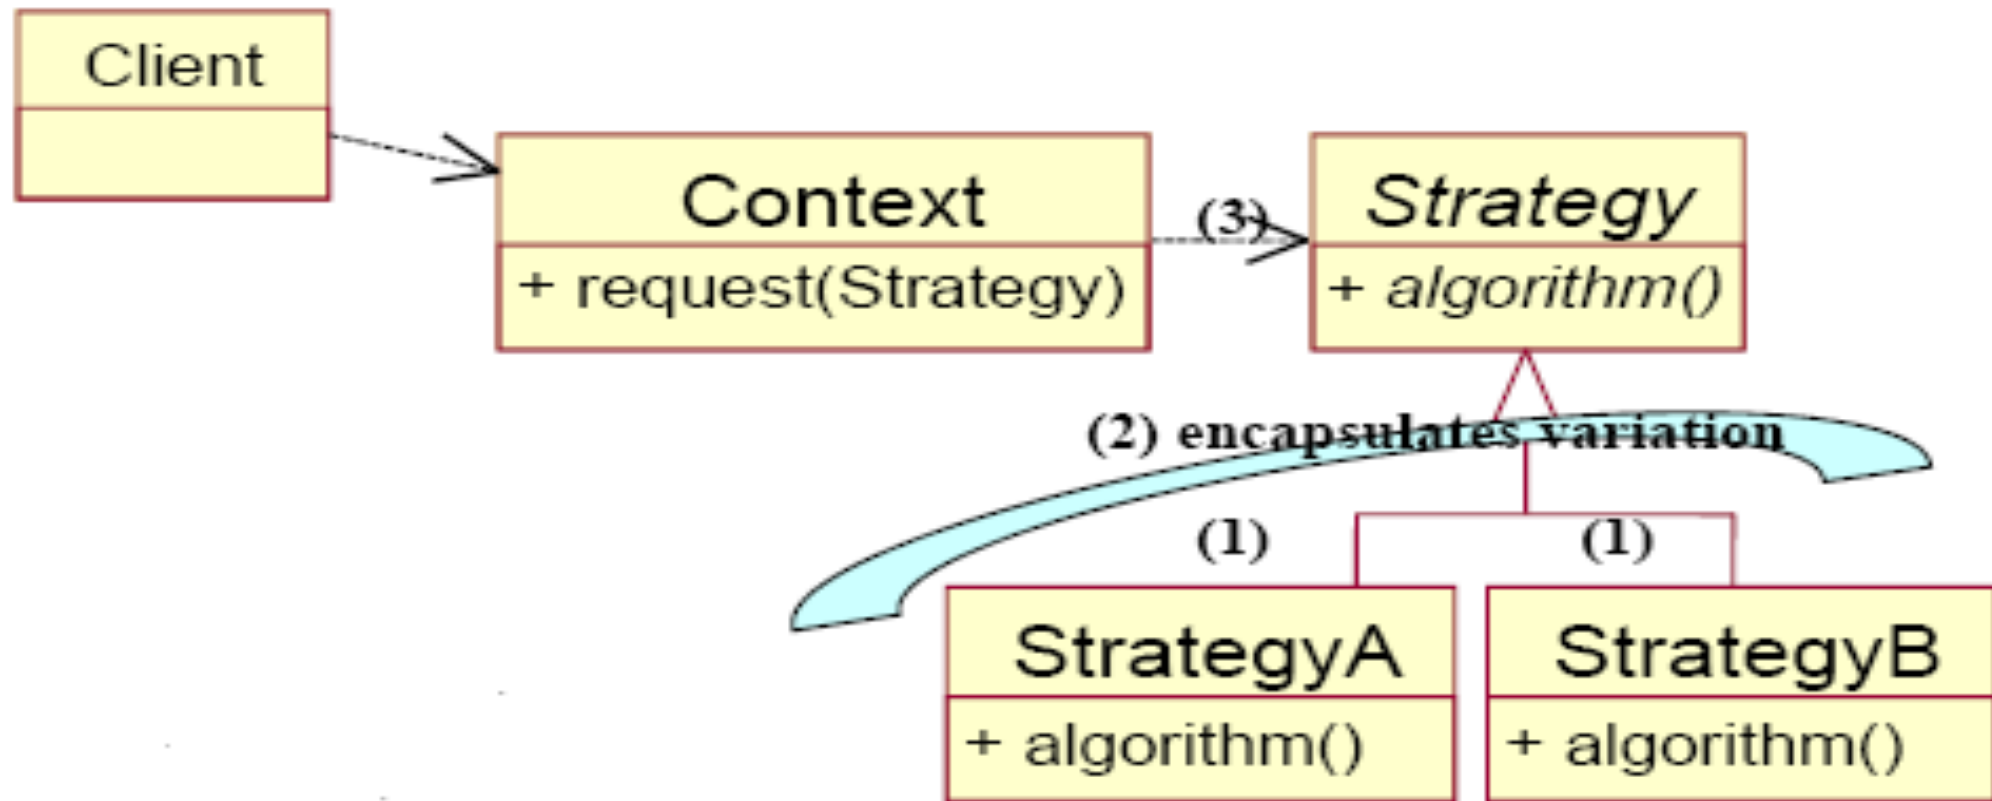 Client
Context
+ request(Strategy)
(3)
Strategy
+ algorithm()
(2) encapsulates variation
(1)
(1)
StrategyA
+ algorithm()
StrategyB
+ algorithm()